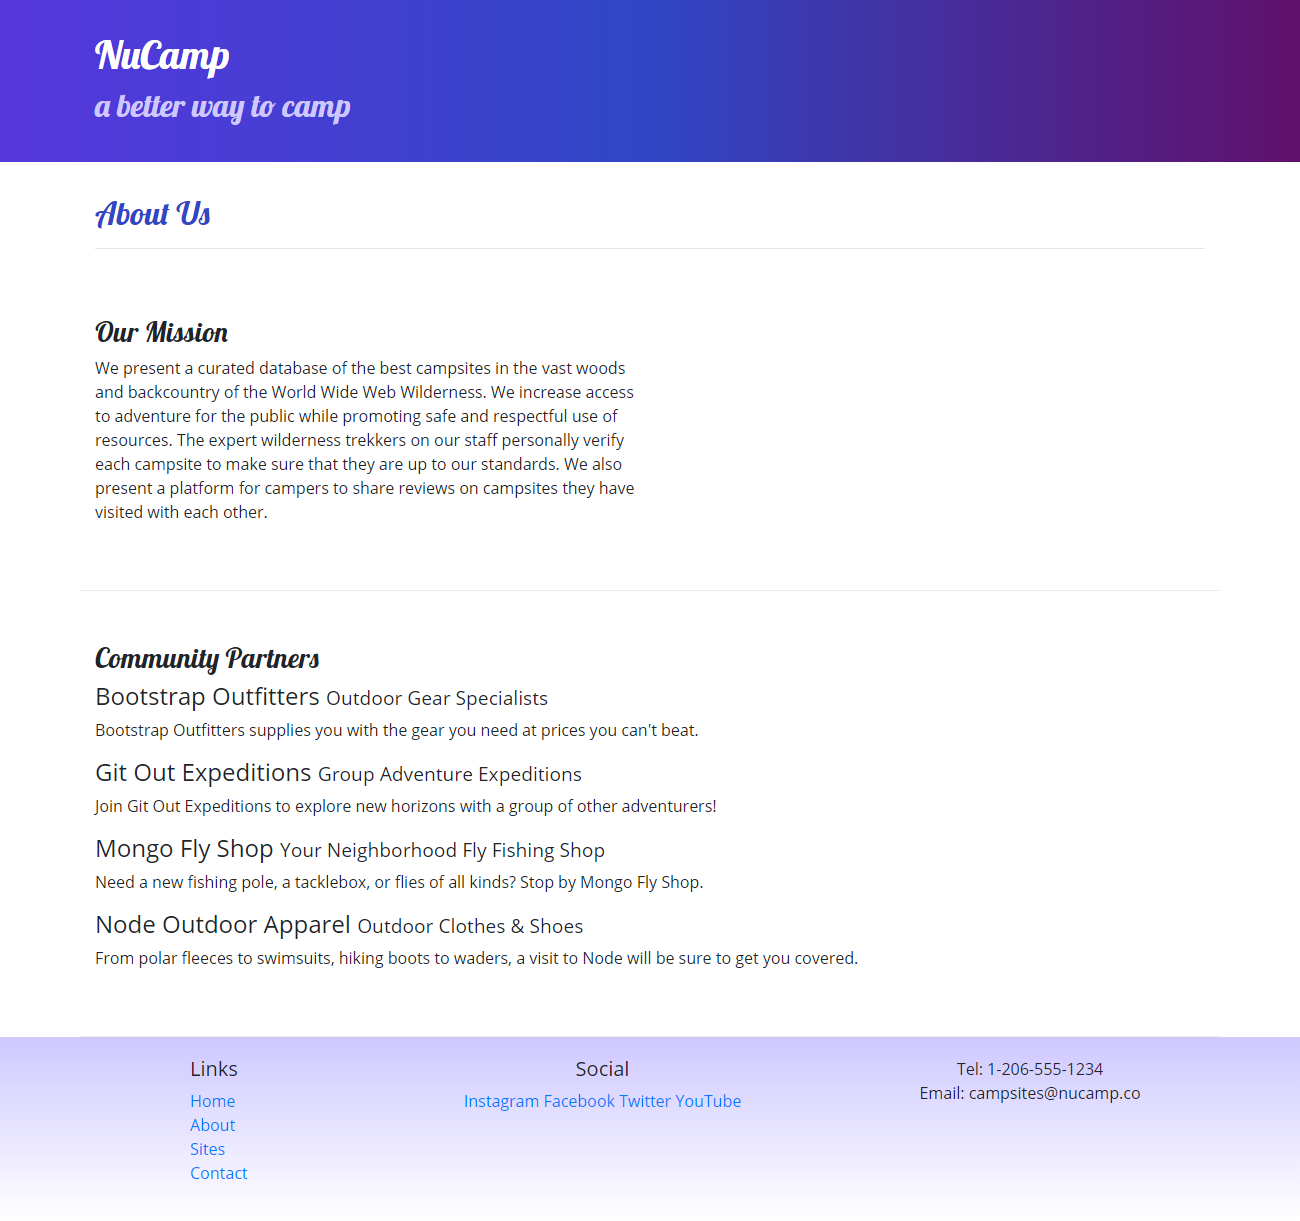 NuCamp
a better way to camp
About Us
Our Mission
We present a curated database of the best campsites in the vast woods
and backcountry of the World Wide Web Wilderness. We increase access
to adventure for the public while promoting safe and respectful use of
resources. The expert wilderness trekkers on our staff personally verify
each campsite to make sure that they are up to our standards. We also
present a platform for campers to share reviews on campsites they have
visited with each other.
Community Partners
Bootstrap Outfitters Outdoor Gear Specialists
Bootstrap Outfitters supplies you with the gear you need at prices you can't beat.
Git Out Expeditions Group Adventure Expeditions
Join Git Out Expeditions to explore new horizons with a group of other adventurers!
Mongo Fly Shop Your Neighborhood Fly Fishing Shop
Need a new fishing pole, a tacklebox, or flies of all kinds? Stop by Mongo Fly Shop.
Node Outdoor Apparel Outdoor Clothes & Shoes
From polar fleeces to swimsuits, hiking boots to waders, a visit to Node will be sure to get you covered.
Links
Home
About
Sites
Contact
Social
Instagram Facebook Twitter YouTube
Tel: 1-206-555-1234
Email: campsites@nucamp.co